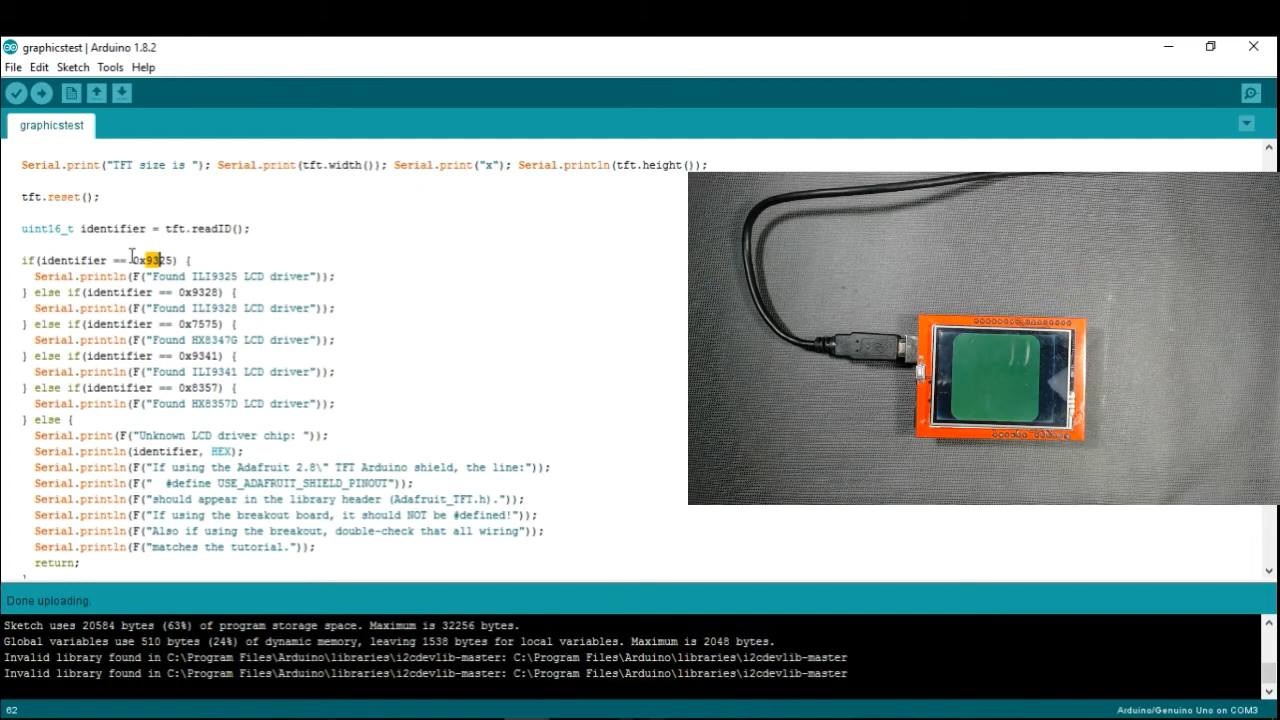 graphicstest | Arduino 1.8.2
File Edit Sketch Tools Help
graphicstest
Serial.print("TFT size is "); Serial.print(tft.width()); Serial.print("x"); Serial.println(tft.height());
tft.reset();
uint16_t identifier = tft.readID();
if(identifier == 0x9325) {
Serial.println(F("Found ILI9325 LCD driver"));
} else if(identifier == 0x9328) {
Serial.println(F("Found ILI9328 LCD driver"));
} else if(identifier == 0x7575) {
Serial.println(F("Found HX8347G LCD driver"));
} else if(identifier == 0x9341) {
Serial.println(F("Found ILI9341 LCD driver"));
} else if(identifier == 0x8357) {
Serial.println(F("Found HX8357D LCD driver"));
} else {
Serial.print(F("Unknown LCD driver chip: "));
Serial.println(identifier, HEX);
Serial.println(F("If using the Adafruit 2.8\" TFT Arduino shield, the line:"));
Serial.println(F("  #define USE_ADAFRUIT_SHIELD_PINOUT"));
Serial.println(F("should appear in the library header (Adafruit_TFT.h)."));
Serial.println(F("If using the breakout board, it should NOT be #defined!"));
Serial.println(F("Also if using the breakout, double-check that all wiring"));
Serial.println(F("matches the tutorial."));
return;
}
Done uploading.
Sketch uses 20584 bytes (63%) of program storage space. Maximum is 32256 bytes.
Global variables use 510 bytes (24%) of dynamic memory, leaving 1538 bytes for local variables. Maximum is 2048 bytes.
Invalid library found in C:\Program Files\Arduino\libraries\i2cdevlib-master: C:\Program Files\Arduino\libraries\i2cdevlib-master
Invalid library found in C:\Program Files\Arduino\libraries\i2cdevlib-master: C:\Program Files\Arduino\libraries\i2cdevlib-master
62 Arduino/Genuino Uno on COM3